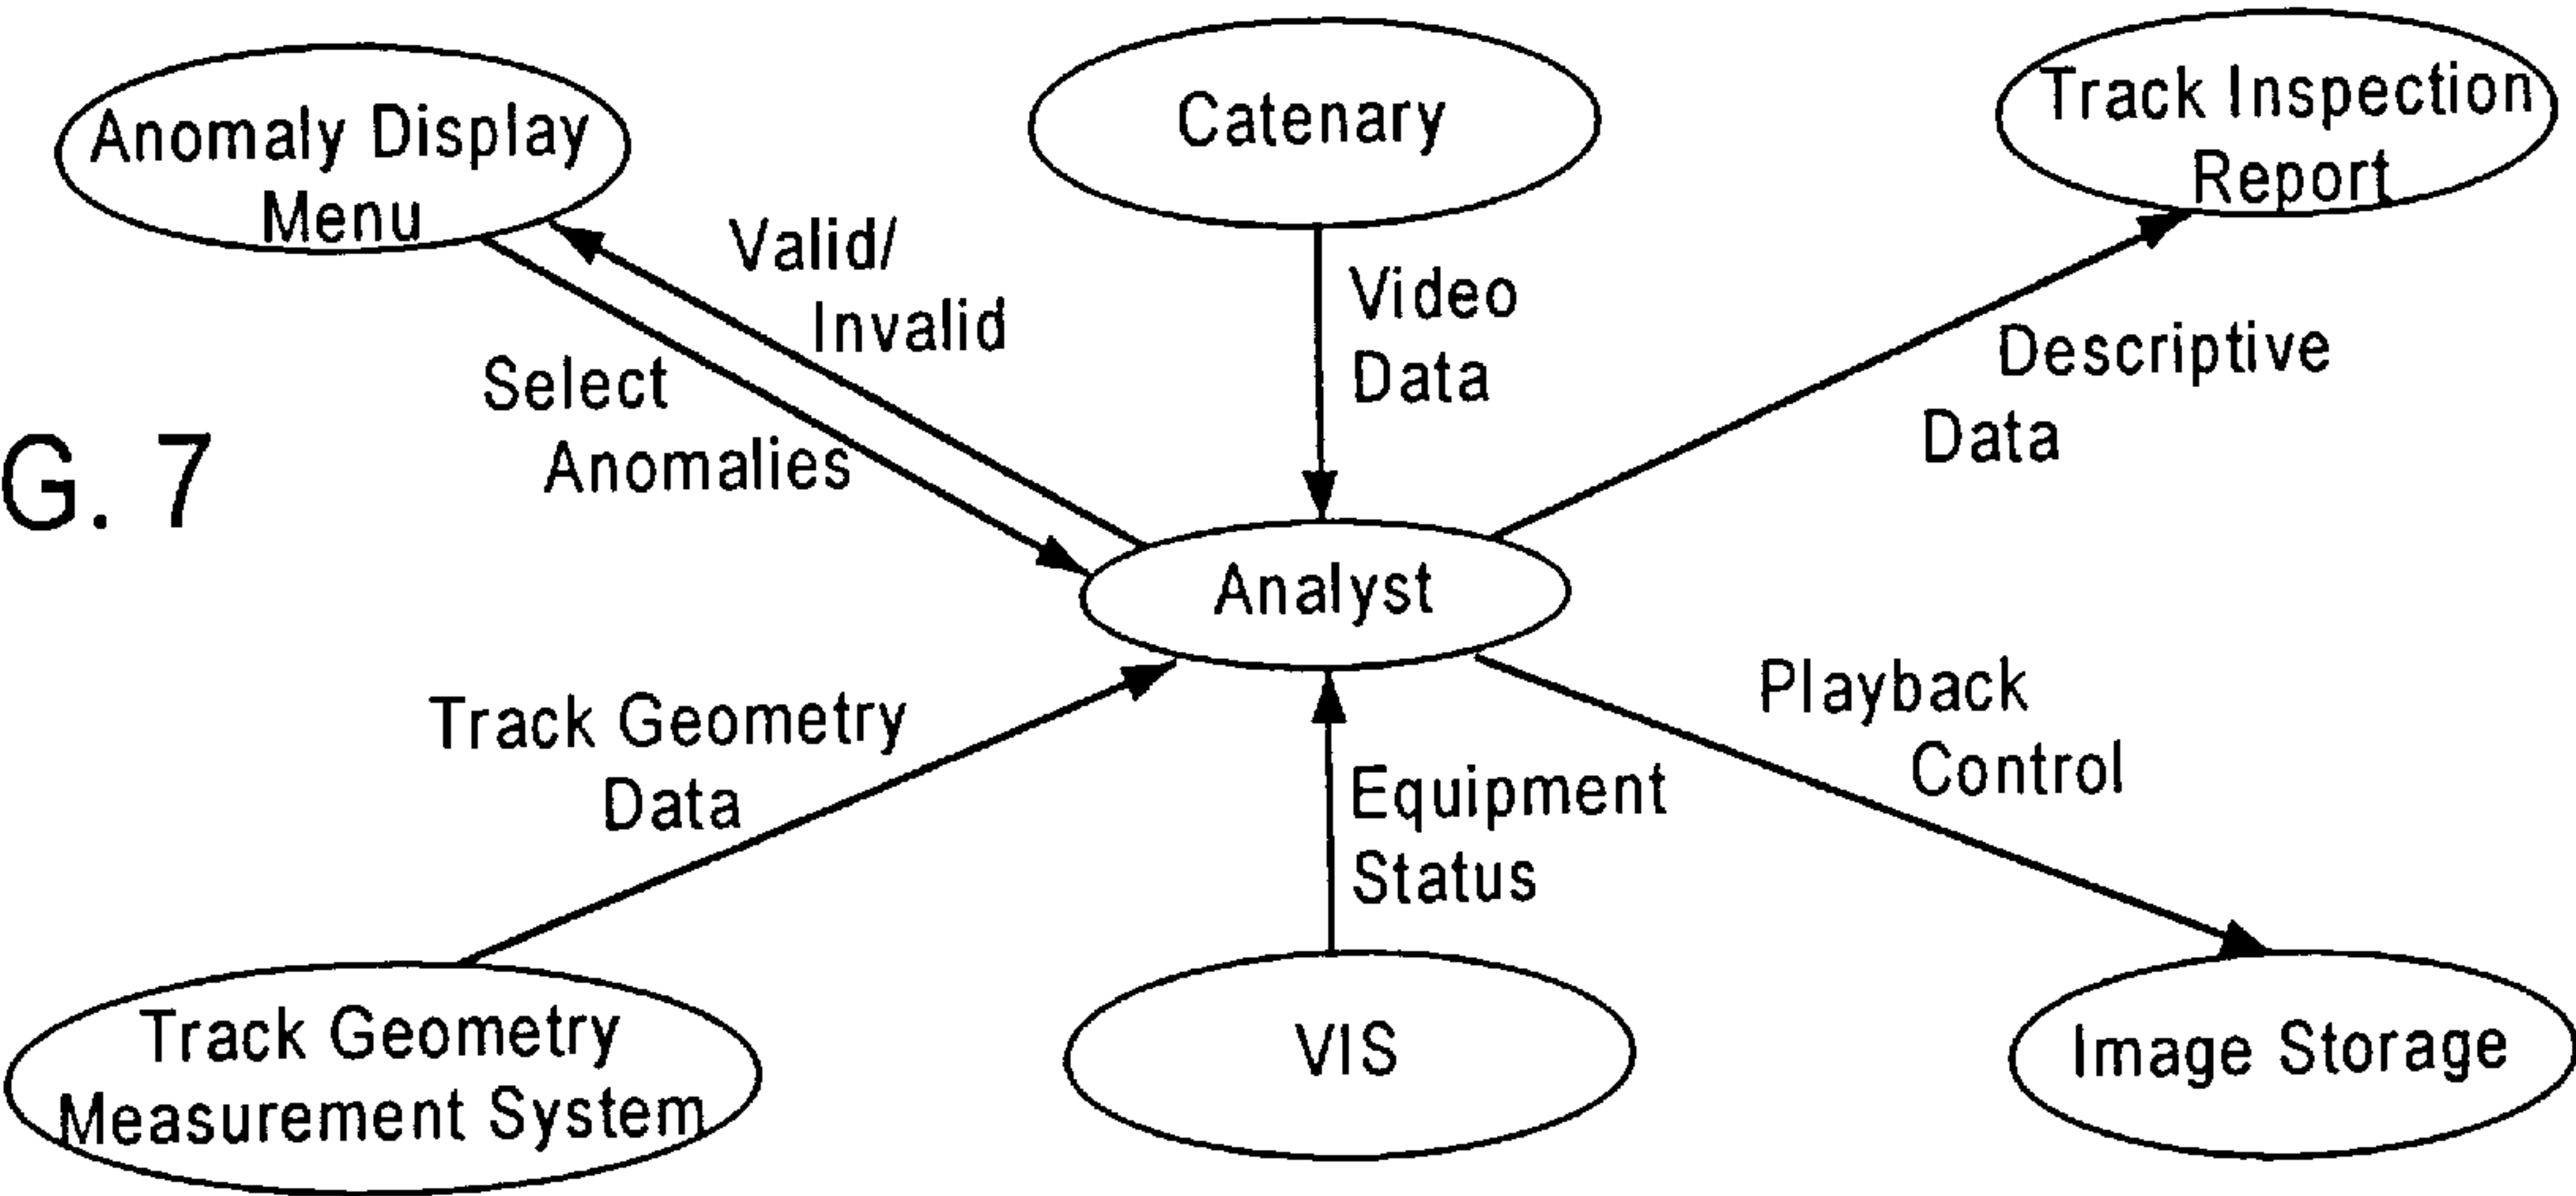 Anomaly Display
Menu
Catenary
Track Inspection
Report
Valid/
Invalid
Select
Anomalies
Video
Data
Descriptive
Data
G. 7
Analyst
Track Geometry
Data
Equipment
Status
Playback
Control
Track Geometry
Measurement System
VIS
Image Storage